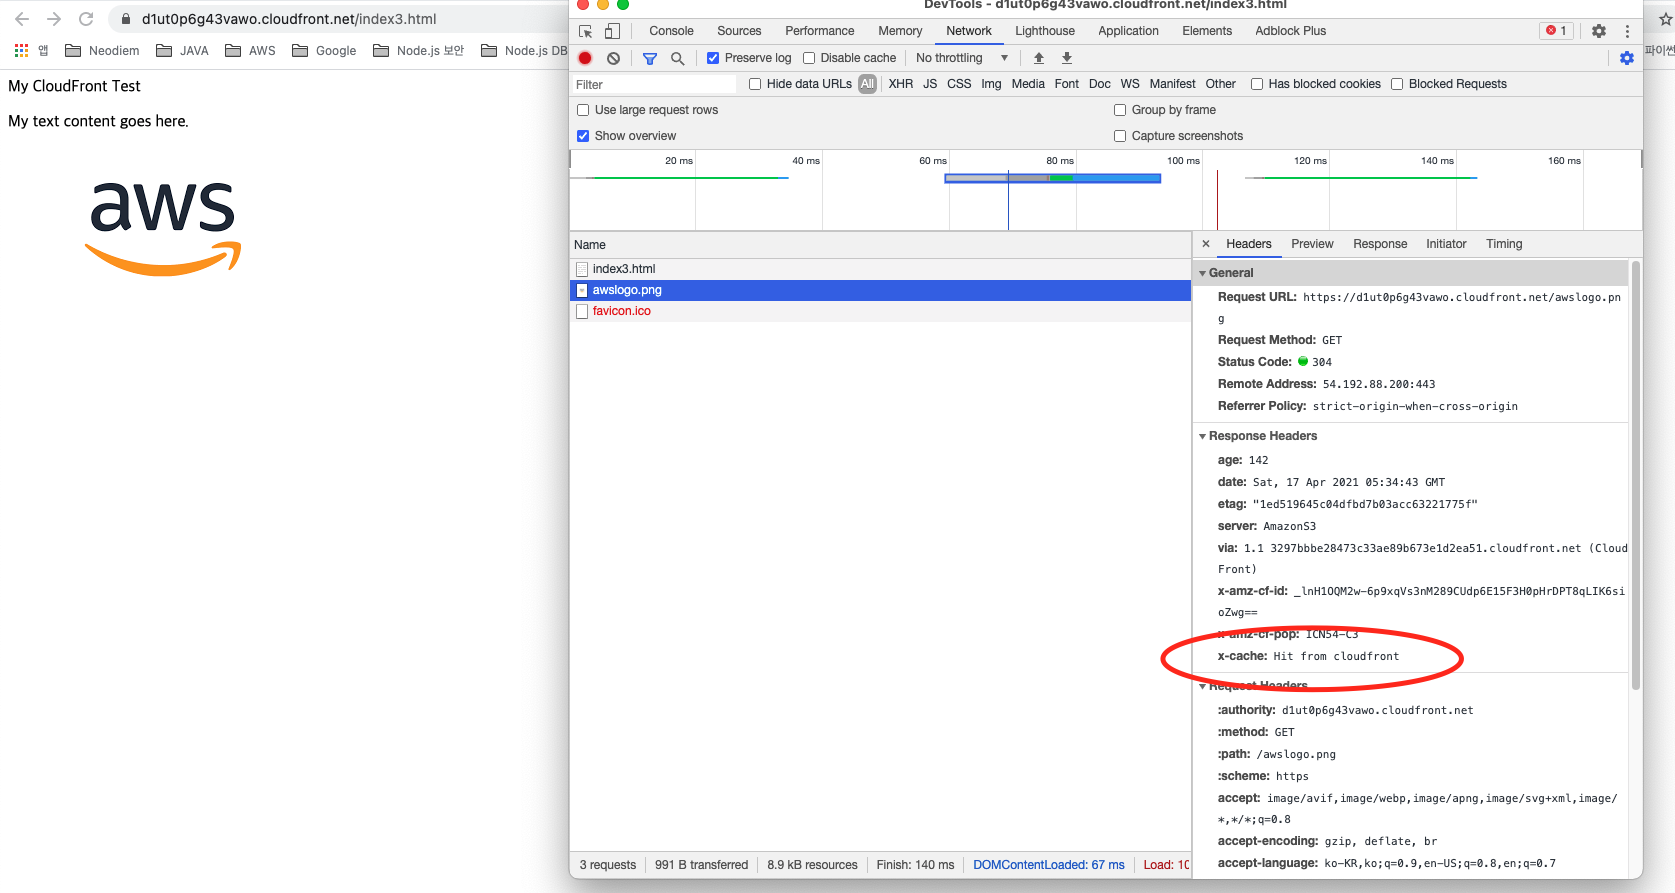 d1ut0p6g43vawo.cloudfront.net/index3.html
앱 Neodiem JAVA AWS Google Node.js 보안 Node.js DB
My CloudFront Test
My text content goes here.
aws
DevTools - d1ut0p6g43vawo.cloudfront.net/index3.html
Console Sources Performance Memory Network Lighthouse Application Elements Adblock Plus 1
Preserve log Disable cache No throttling
Filter Hide data URLs All XHR JS CSS Img Media Font Doc WS Manifest Other Has blocked cookies Blocked Requests
Use large request rows Group by frame
Show overview Capture screenshots
20 ms 40 ms 60 ms 80 ms 100 ms 120 ms 140 ms 160 ms
Name
index3.html
awslogo.png
favicon.ico
3 requests 991 B transferred 8.9 kB resources Finish: 140 ms DOMContentLoaded: 67 ms Load: 10
× Headers Preview Response Initiator Timing
General
Request URL: https://d1ut0p6g43vawo.cloudfront.net/awslogo.pn
g
Request Method: GET
Status Code: 304
Remote Address: 54.192.88.200:443
Referrer Policy: strict-origin-when-cross-origin
Response Headers
age: 142
date: Sat, 17 Apr 2021 05:34:43 GMT
etag: "1ed519645c04dfbd7b03acc63221775f"
server: AmazonS3
via: 1.1 3297bbbe28473c33ae89b673e1d2ea51.cloudfront.net (Cloud
Front)
x-amz-cf-id: _lnH1OQM2w-6p9xqVs3nM289CUdp6E15F3H0pHrDPT8qLIK6si
oZwg==
x-amz-cf-pop: ICN54-C3
x-cache: Hit from cloudfront
Request Headers
:authority: d1ut0p6g43vawo.cloudfront.net
:method: GET
:path: /awslogo.png
:scheme: https
accept: image/avif,image/webp,image/apng,image/svg+xml,image/
*,*/*;q=0.8
accept-encoding: gzip, deflate, br
accept-language: ko-KR,ko;q=0.9,en-US;q=0.8,en;q=0.7